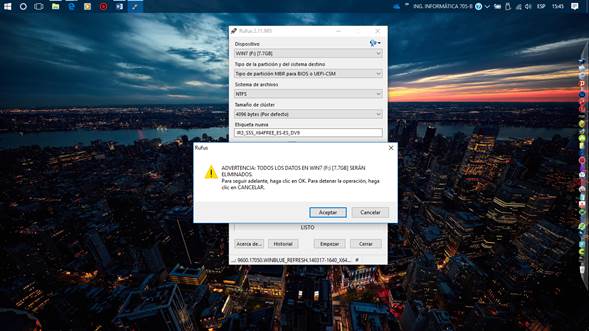 ING. INFORMÁTICA 705-B
ESP
15:45
Rufus 2.11.985
Dispositivo
WIN7 (F:) [7.7GB]
Tipo de la partición y del sistema destino
Tipo de partición MBR para BIOS o UEFI-CSM
Sistema de archivos
NTFS
Tamaño de clúster
4096 bytes (Por defecto)
Etiqueta nueva
IR3_SSS_X64FREE_ES-ES_DV9
Rufus
ADVERTENCIA: TODOS LOS DATOS EN WIN7 (F:) [7.7GB] SERÁN
ELIMINADOS.
Para seguir adelante, haga clic en OK. Para detener la operación, haga
clic en CANCELAR.
Aceptar
Cancelar
LISTO
Acerca de...
Historial
Empezar
Cerrar
... 9600.17050.WINBLUE_REFRESH.140317-1640_X64... #